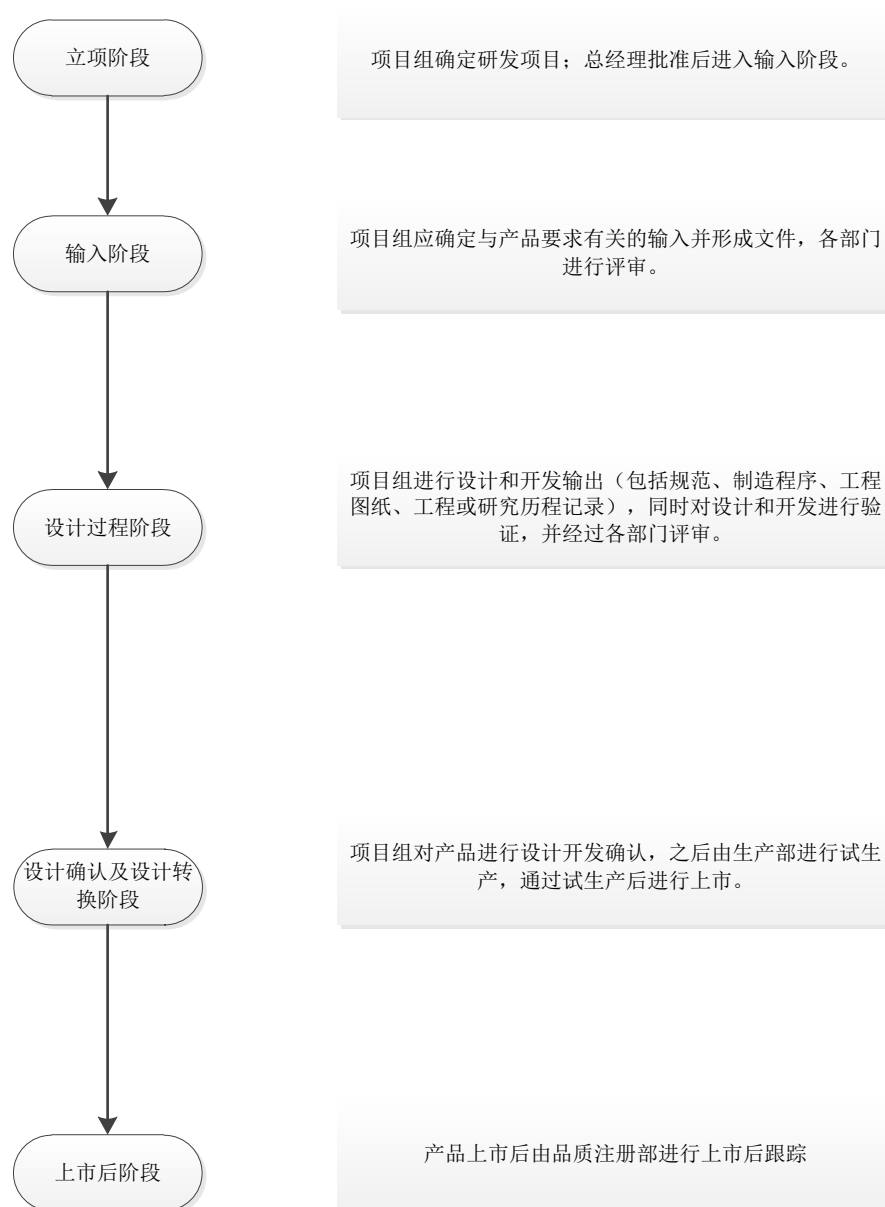 立项阶段
项目组确定研发项目；总经理批准后进入输入阶段。
输入阶段
项目组应确定与产品要求有关的输入并形成文件，各部门
进行评审。
设计过程阶段
项目组进行设计和开发输出（包括规范、制造程序、工程
图纸、工程或研究历程记录），同时对设计和开发进行验
证，并经过各部门评审。
设计确认及设计转
换阶段
项目组对产品进行设计开发确认，之后由生产部进行试生
产，通过试生产后进行上市。
上市后阶段
产品上市后由品质注册部进行上市后跟踪